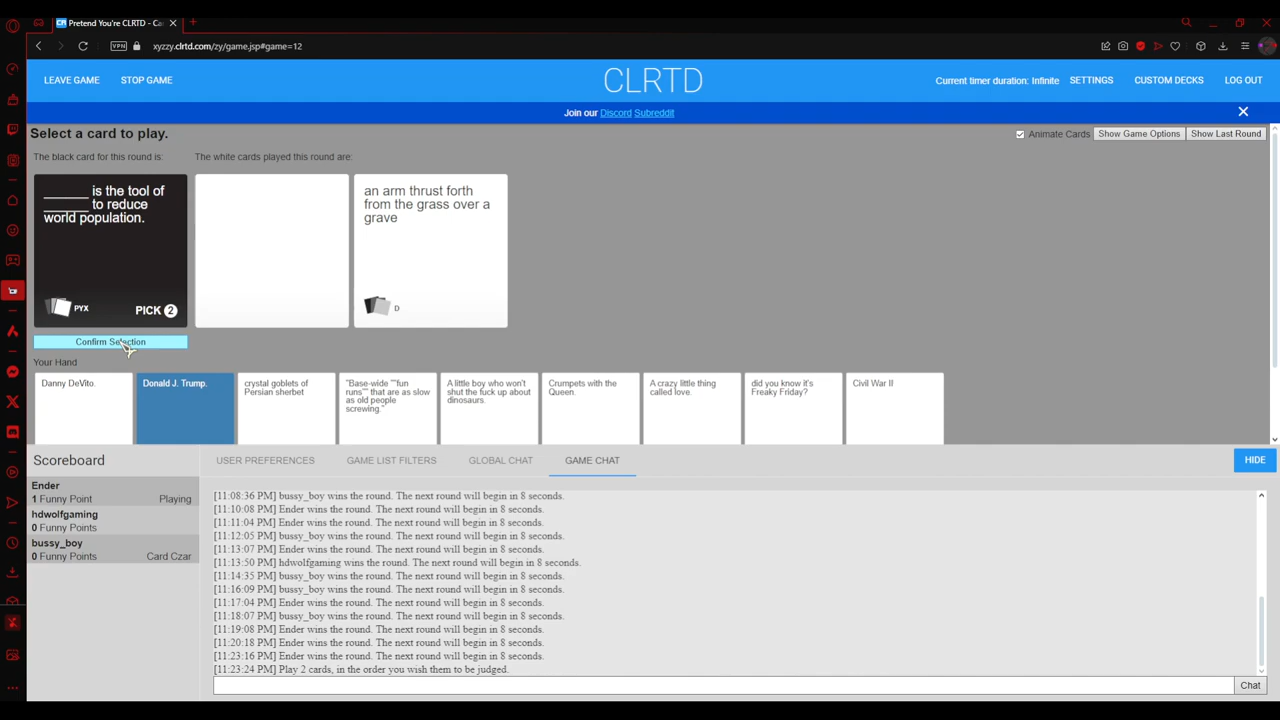 Pretend You're CLRTD - Ca
VPN
xyzzy.clrtd.com/zy/game.jsp#game=12
LEAVE GAME
STOP GAME
CLRTD
Current timer duration: Infinite
SETTINGS
CUSTOM DECKS
LOG OUT
Join our Discord Subreddit
Select a card to play.
Animate Cards
Show Game Options
Show Last Round
The black card for this round is:
The white cards played this round are:
______ is the tool of
______ to reduce
world population.
PYX
PICK 2
an arm thrust forth
from the grass over a
grave
D
Confirm Selection
Your Hand
Danny DeVito.
Donald J. Trump.
crystal goblets of
Persian sherbet
"Base-wide ""fun
runs"" that are as slow
as old people
screwing."
A little boy who won't
shut the fuck up about
dinosaurs.
Crumpets with the
Queen.
A crazy little thing
called love.
did you know it's
Freaky Friday?
Civil War II
Scoreboard
USER PREFERENCES
GAME LIST FILTERS
GLOBAL CHAT
GAME CHAT
HIDE
Ender
1 Funny Point
Playing
hdwolfgaming
0 Funny Points
bussy_boy
0 Funny Points
Card Czar
[11:08:36 PM] bussy_boy wins the round. The next round will begin in 8 seconds.
[11:10:08 PM] Ender wins the round. The next round will begin in 8 seconds.
[11:11:04 PM] Ender wins the round. The next round will begin in 8 seconds.
[11:12:05 PM] bussy_boy wins the round. The next round will begin in 8 seconds.
[11:13:07 PM] Ender wins the round. The next round will begin in 8 seconds.
[11:13:50 PM] hdwolfgaming wins the round. The next round will begin in 8 seconds.
[11:14:35 PM] bussy_boy wins the round. The next round will begin in 8 seconds.
[11:16:09 PM] bussy_boy wins the round. The next round will begin in 8 seconds.
[11:17:04 PM] Ender wins the round. The next round will begin in 8 seconds.
[11:18:07 PM] bussy_boy wins the round. The next round will begin in 8 seconds.
[11:19:08 PM] Ender wins the round. The next round will begin in 8 seconds.
[11:20:18 PM] Ender wins the round. The next round will begin in 8 seconds.
[11:23:16 PM] Ender wins the round. The next round will begin in 8 seconds.
[11:23:24 PM] Play 2 cards, in the order you wish them to be judged.
Chat